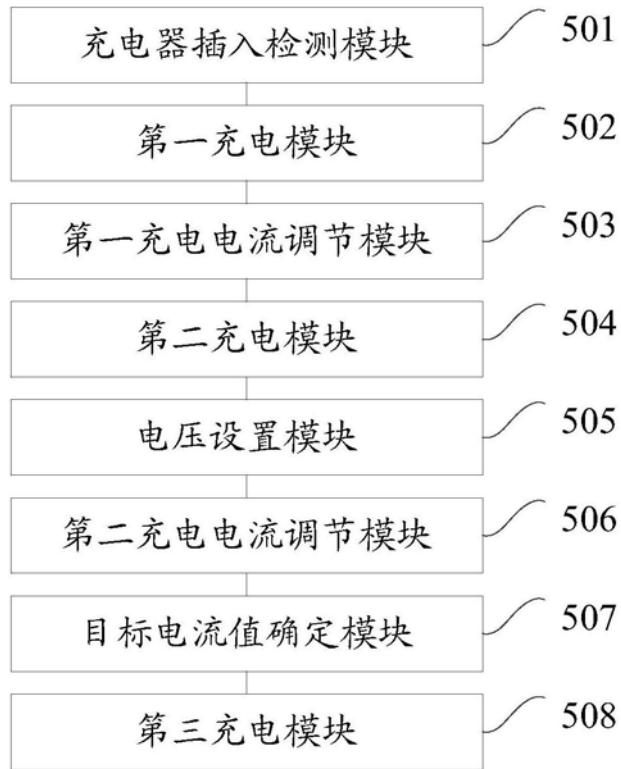 充电器插入检测模块 501
第一充电模块 502
第一充电电流调节模块 503
第二充电模块 504
电压设置模块 505
第二充电电流调节模块 506
目标电流值确定模块 507
第三充电模块 508